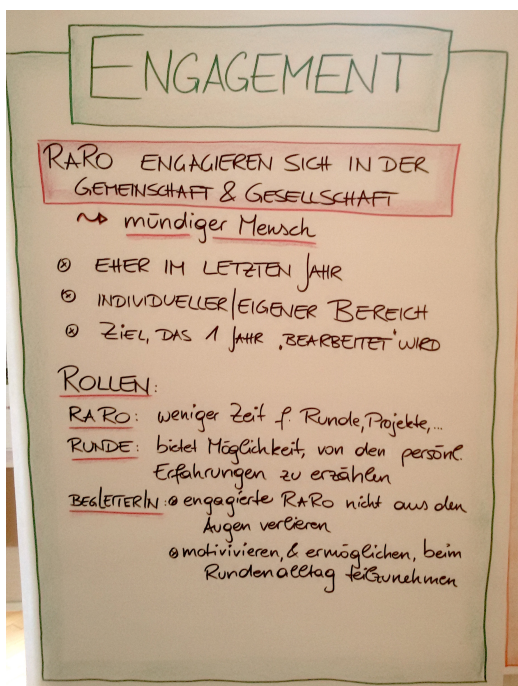 ENGAGEMENT
RARO ENGAGIEREN SICH IN DER
GEMEINSCHAFT & GESELLSCHAFT
mündiger Mensch
EHER IM LETZTEN JAHR
INDIVIDUELLER/EIGENER BEREICH
ZIEL, DAS 1 JAHR „BEARBEITET" WIRD
ROLLEN:
RARO: weniger Zeit f. Runde, Projekte,...
RUNDE: bietet Möglichkeit, von den persönl.
Erfahrungen zu erzählen
BEGLEITERIN: engagierte RARO nicht aus den
Augen verlieren
motivivieren, & ermöglichen, beim
Rundenalltag teilzunehmen